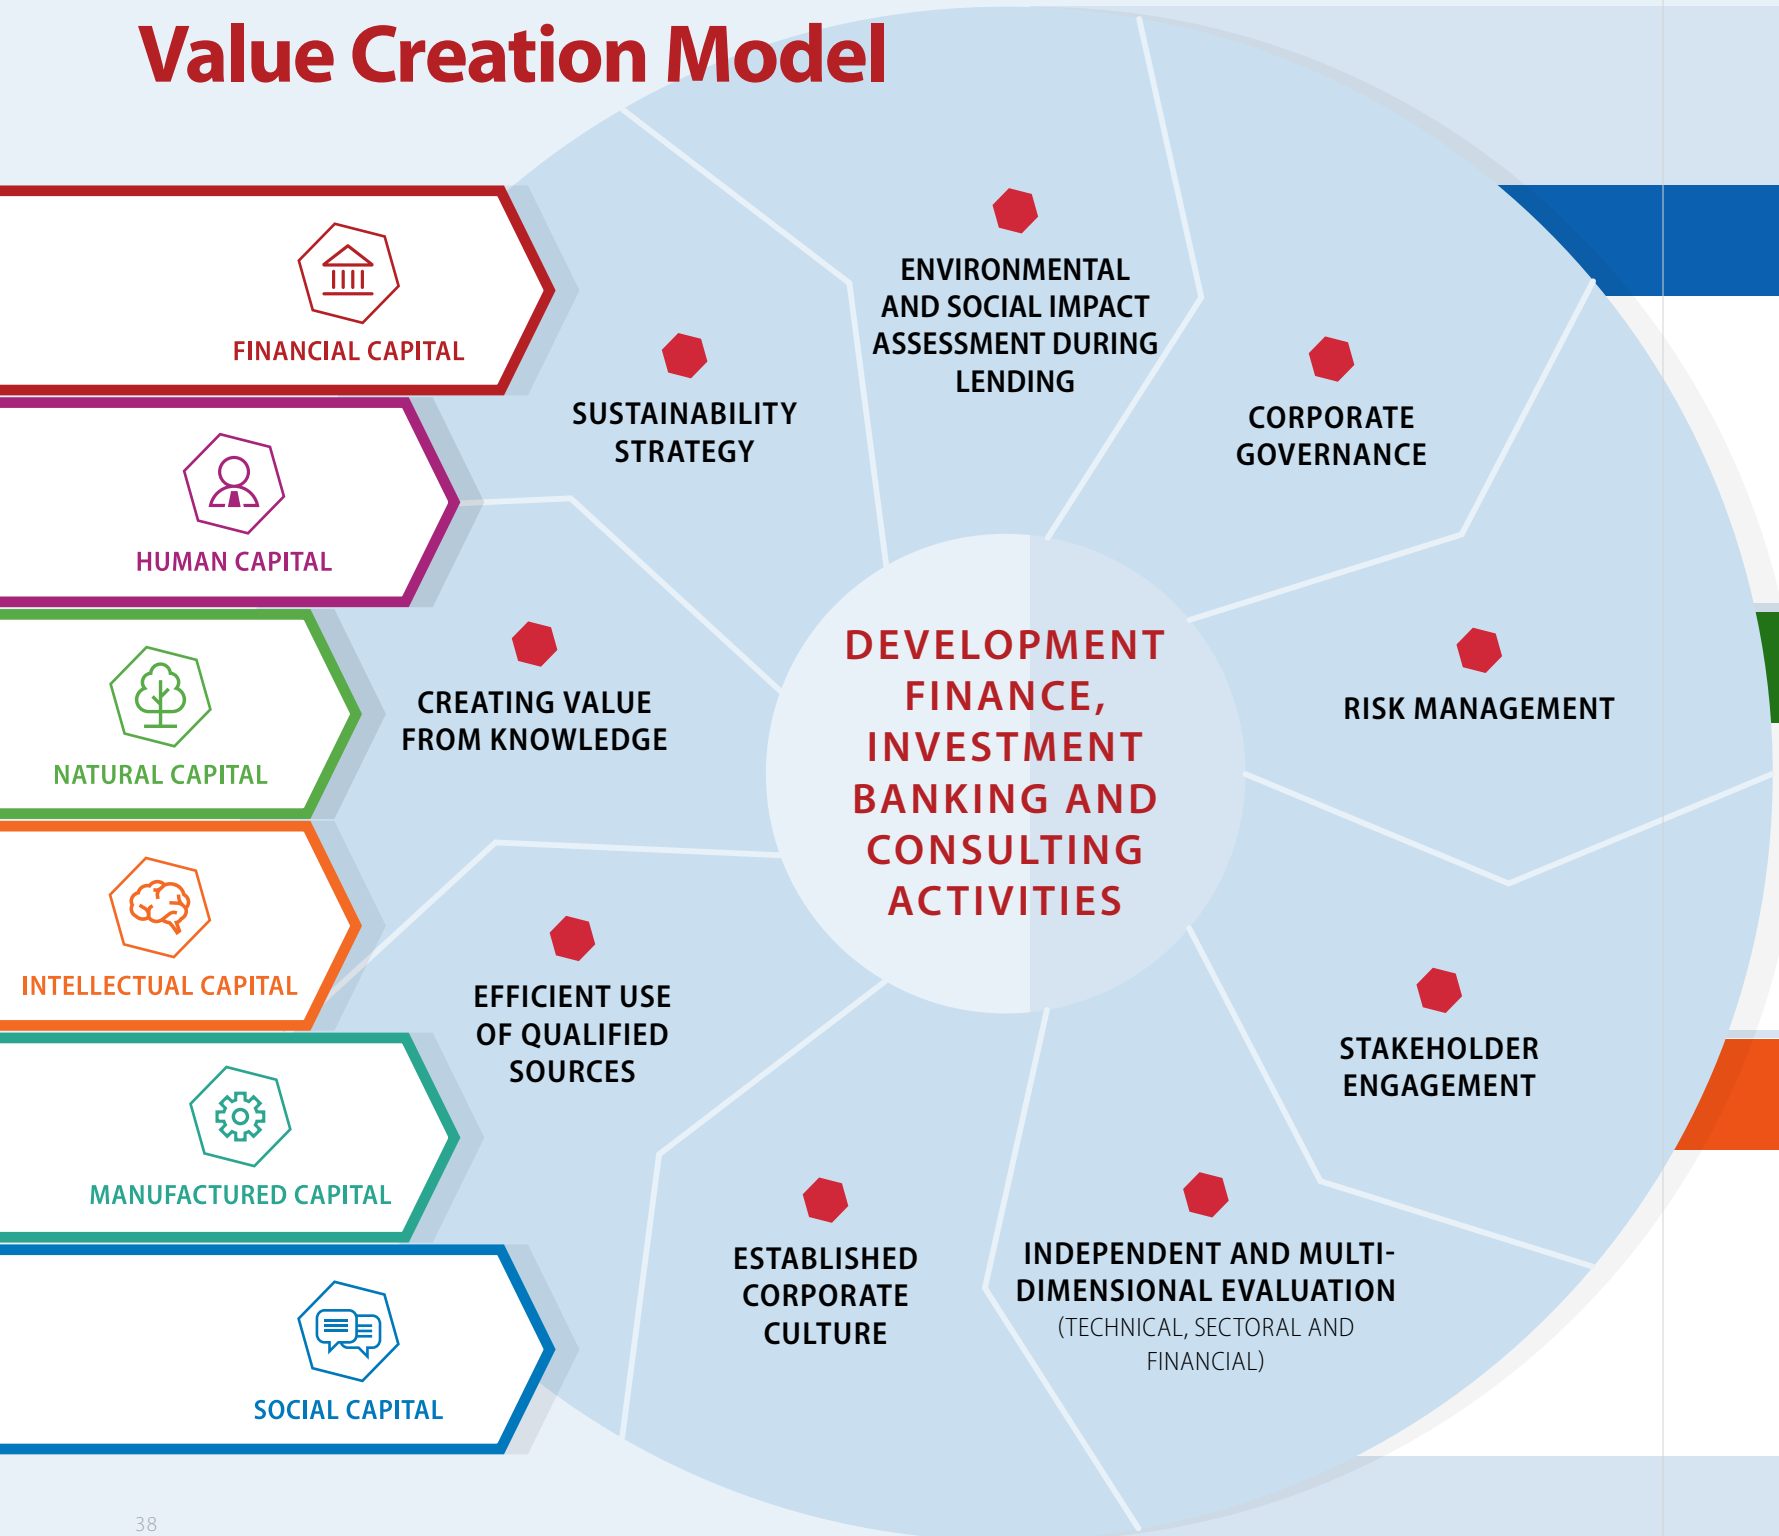 Value Creation Model
FINANCIAL CAPITAL
HUMAN CAPITAL
NATURAL CAPITAL
INTELLECTUAL CAPITAL
MANUFACTURED CAPITAL
SOCIAL CAPITAL
SUSTAINABILITY
STRATEGY
ENVIRONMENTAL
AND SOCIAL IMPACT
ASSESSMENT DURING
LENDING
CORPORATE
GOVERNANCE
CREATING VALUE
FROM KNOWLEDGE
DEVELOPMENT
FINANCE,
INVESTMENT
BANKING AND
CONSULTING
ACTIVITIES
RISK MANAGEMENT
EFFICIENT USE
OF QUALIFIED
SOURCES
STAKEHOLDER
ENGAGEMENT
ESTABLISHED
CORPORATE
CULTURE
INDEPENDENT AND MULTI-
DIMENSIONAL EVALUATION
(TECHNICAL, SECTORAL AND
FINANCIAL)
38